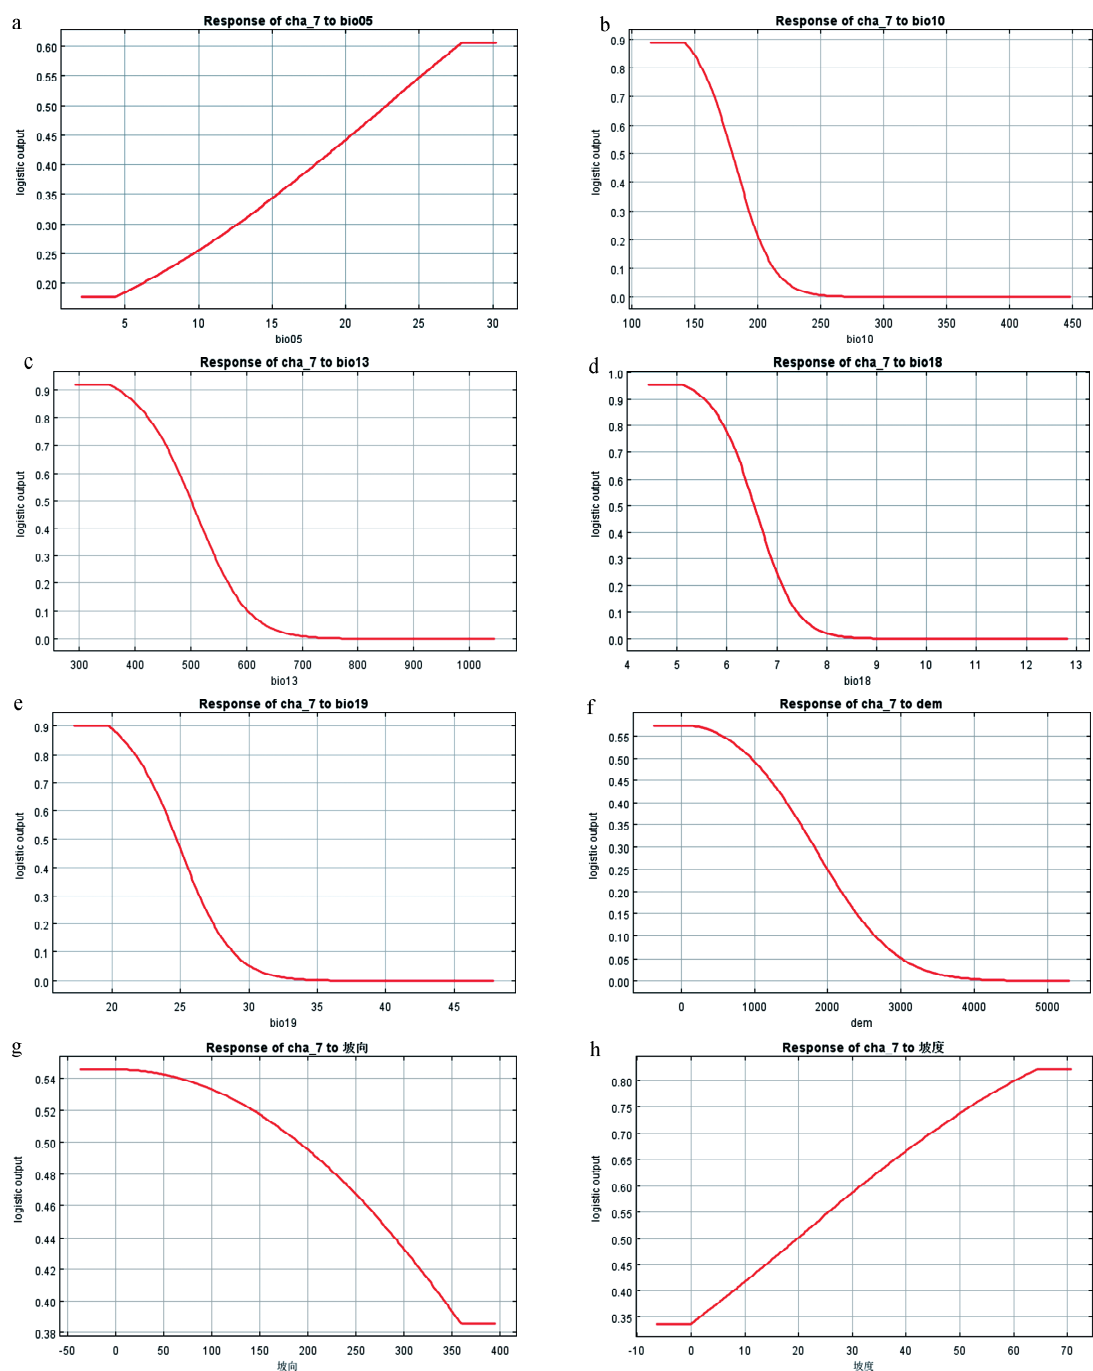 a
Response of cha_7 to bio05
logistic output
0.60
0.55
0.50
0.45
0.40
0.35
0.30
0.25
0.20
5 10 15 20 25 30
bio05
b
Response of cha_7 to bio10
logistic output
0.9
0.8
0.7
0.6
0.5
0.4
0.3
0.2
0.1
0.0
100 150 200 250 300 350 400 450
bio10
c
Response of cha_7 to bio13
logistic output
0.9
0.8
0.7
0.6
0.5
0.4
0.3
0.2
0.1
0.0
300 400 500 600 700 800 900 1000
bio13
d
Response of cha_7 to bio18
logistic output
1.0
0.9
0.8
0.7
0.6
0.5
0.4
0.3
0.2
0.1
0.0
4 5 6 7 8 9 10 11 12 13
bio18
e
Response of cha_7 to bio19
logistic output
0.9
0.8
0.7
0.6
0.5
0.4
0.3
0.2
0.1
0.0
20 25 30 35 40 45
bio19
f
Response of cha_7 to dem
logistic output
0.55
0.50
0.45
0.40
0.35
0.30
0.25
0.20
0.15
0.10
0.05
0.00
0 1000 2000 3000 4000 5000
dem
g
Response of cha_7 to 坡向
logistic output
0.54
0.52
0.50
0.48
0.46
0.44
0.42
0.40
0.38
-50 0 50 100 150 200 250 300 350 400
坡向
h
Response of cha_7 to 坡度
logistic output
0.80
0.75
0.70
0.65
0.60
0.55
0.50
0.45
0.40
0.35
-10 0 10 20 30 40 50 60 70
坡度